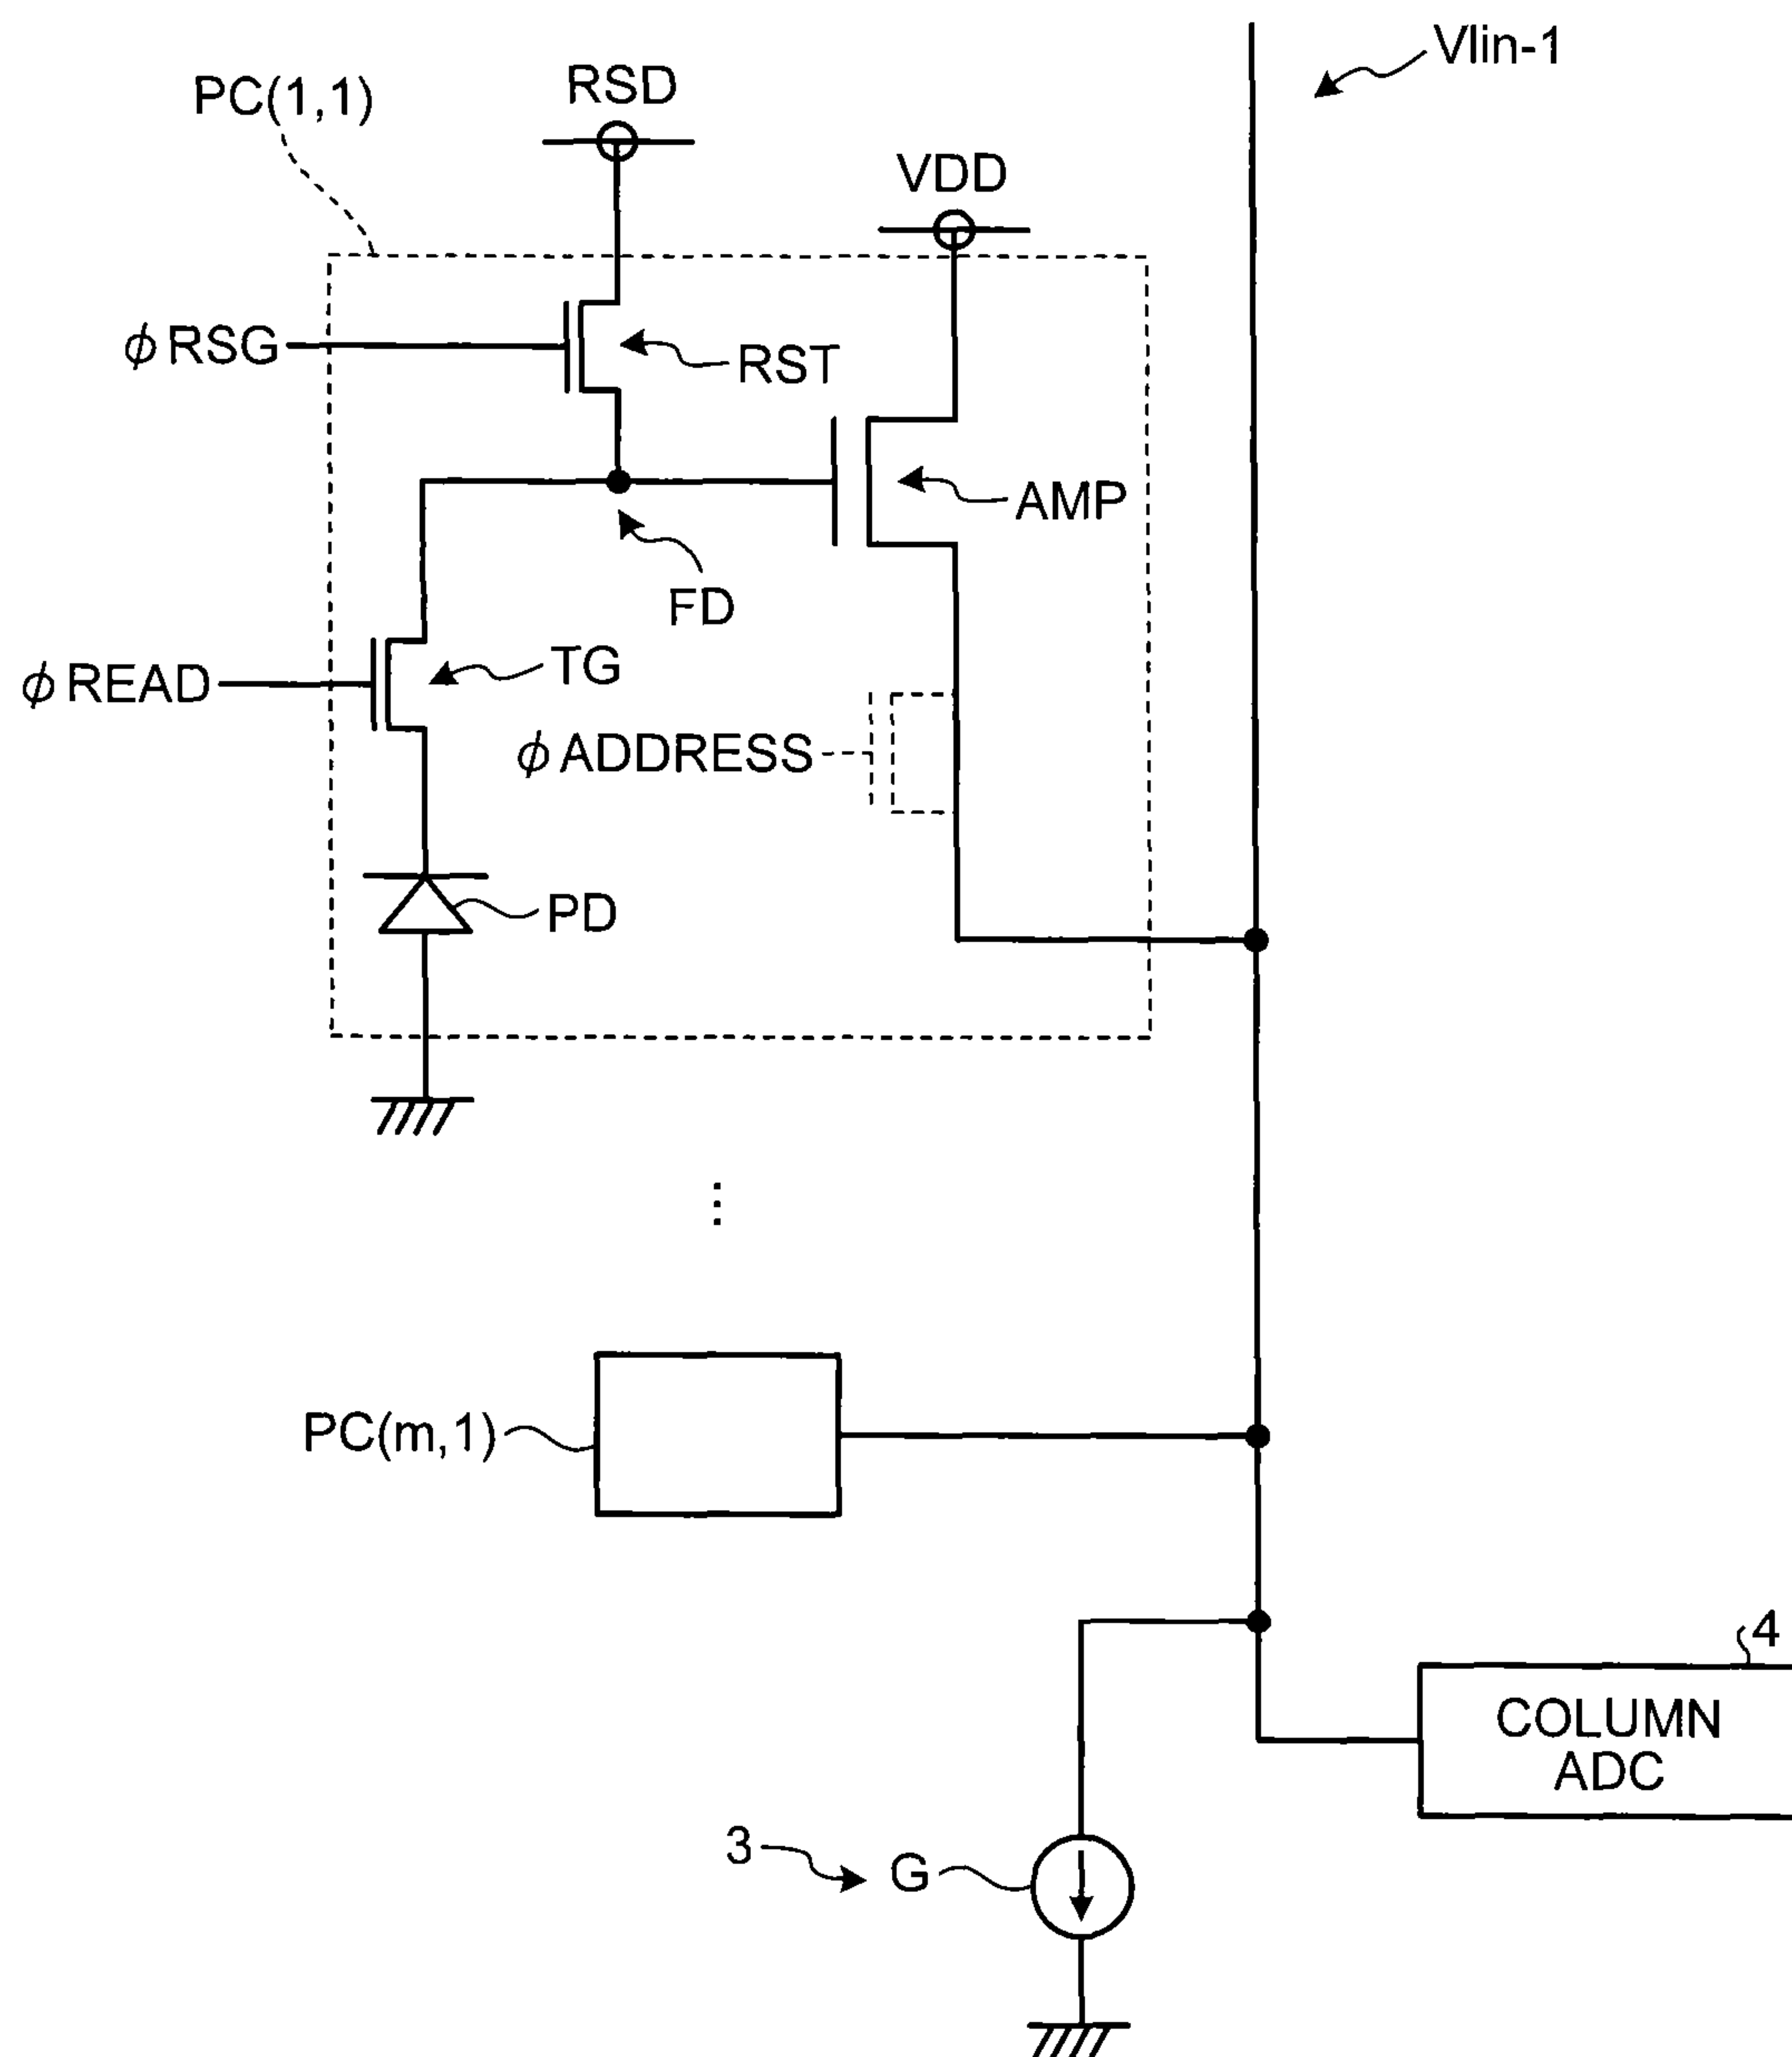 Vlin-1
RSD
PC(1,1)
VDD
ϕRSG
RST
AMP
FD
ϕREAD
TG
ϕADDRESS
PD
⋮
PC(m,1)
4
COLUMN
ADC
3
G